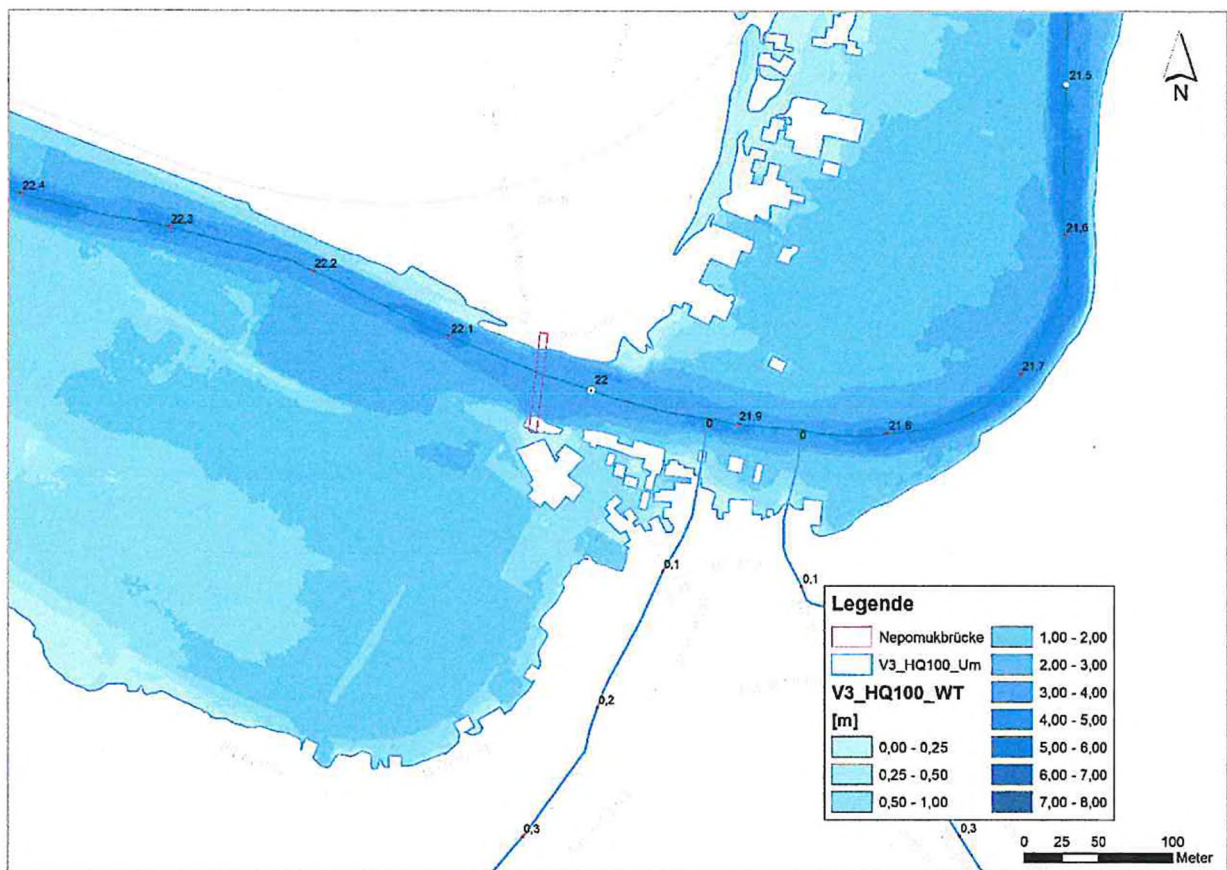 N
21,5
22,4
22,3
21,6
22,2
22,1
21,7
22
0
21,9
0
21,8
0,1
0,1
Legende
Nepomukbrücke
V3_HQ100_Um
V3_HQ100_WT
[m]
0,00 - 0,25
0,25 - 0,50
0,50 - 1,00
1,00 - 2,00
2,00 - 3,00
3,00 - 4,00
4,00 - 5,00
5,00 - 6,00
6,00 - 7,00
7,00 - 8,00
0,2
0,3
0,3
0 25 50 100
Meter